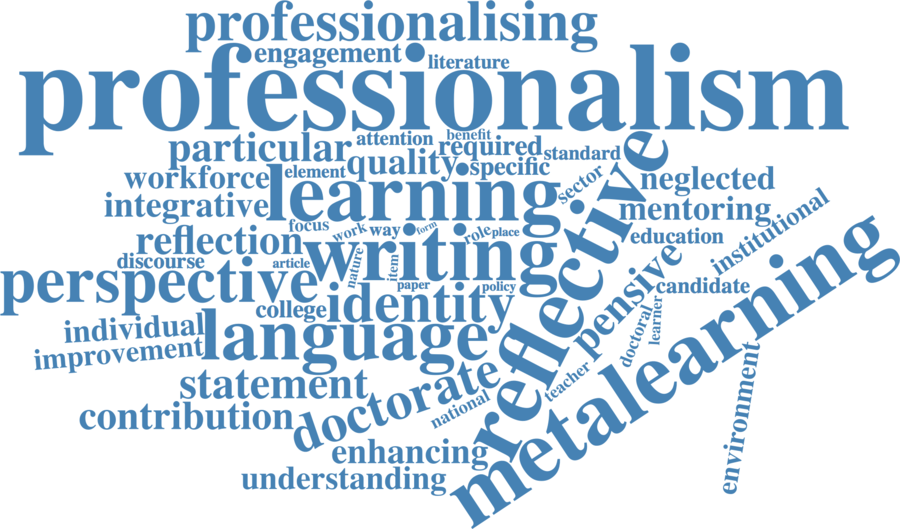 professionalising
engagement
literature
professionalism
particular
attention
benefit
required
element
quality
specific
standard
workforce
learning
sector
neglected
integrative
reflective
mentoring
focus
work
way
form
role
place
education
institutional
reflection
writing
discourse
article
nature
item
perspective
paper
policy
pensive
candidate
college
identity
doctoral
learner
individual
language
improvement
metalearning
statement
doctorate
teacher
environment
contribution
national
enhancing
understanding